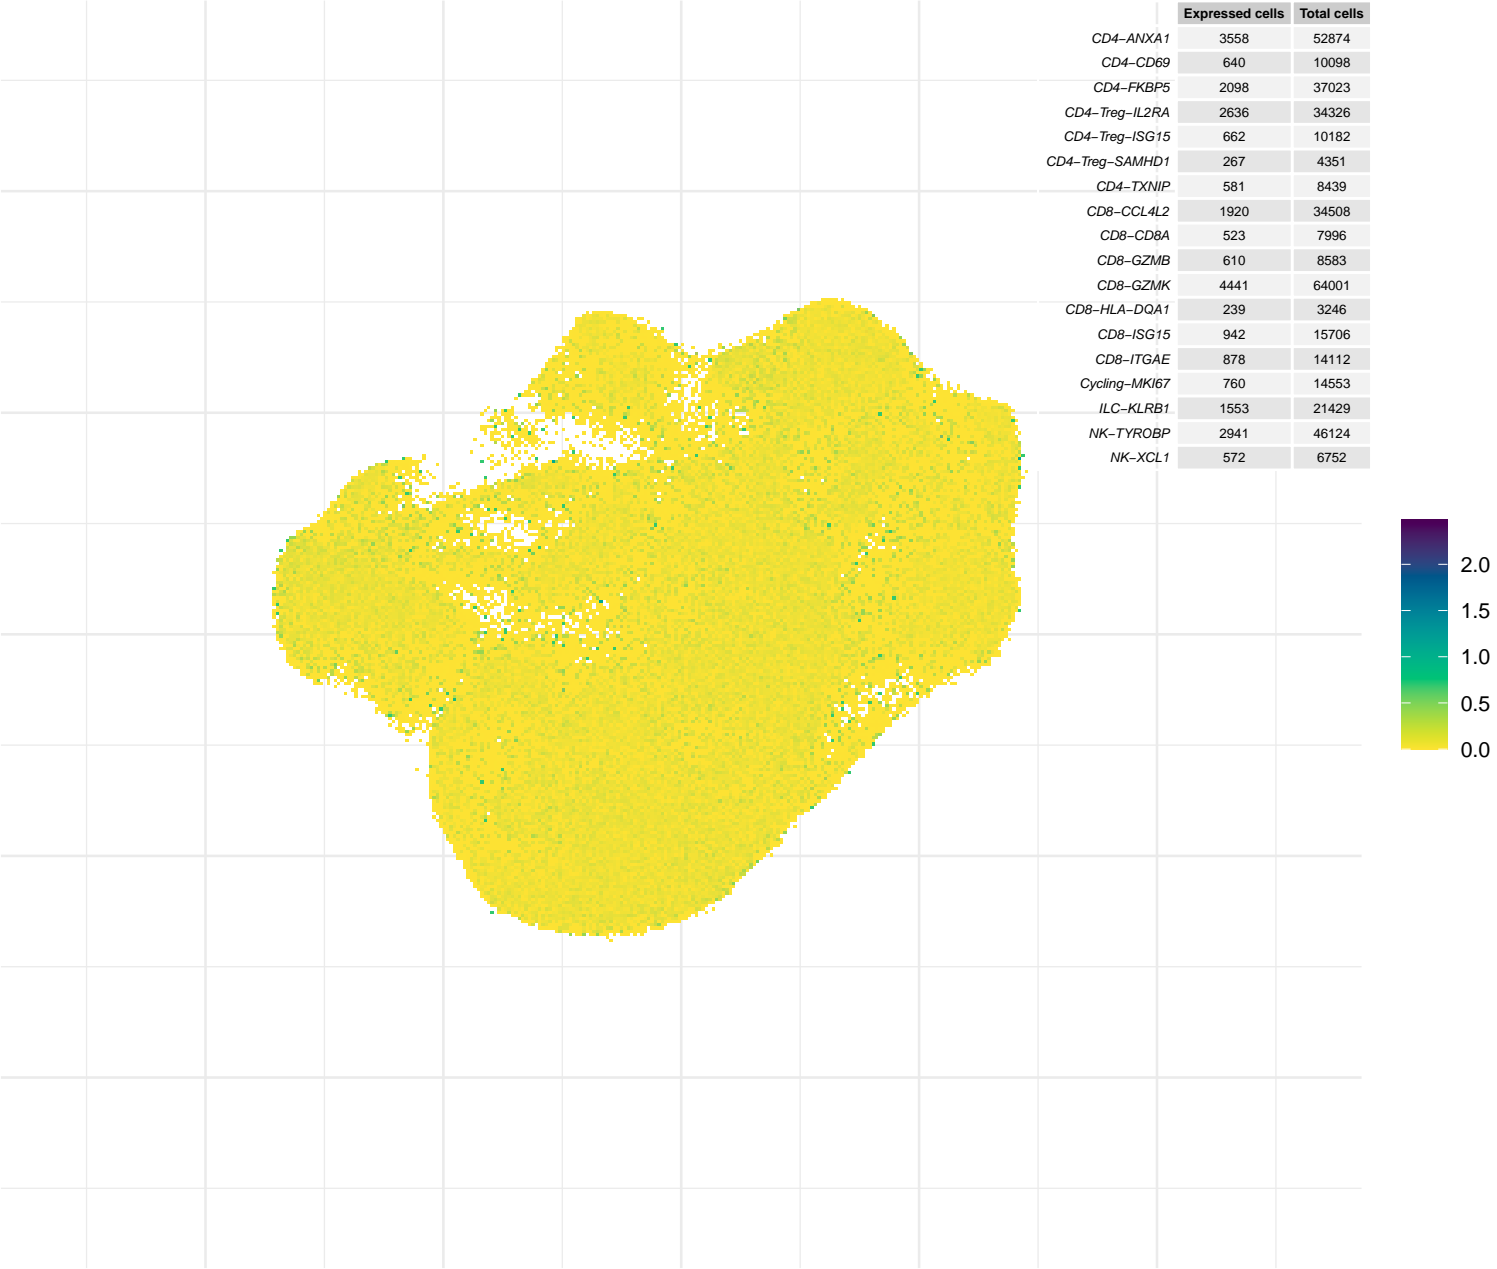 Expressed cells Total cells
CD4−ANXA1 3558 52874
CD4−CD69 640 10098
CD4−FKBP5 2098 37023
CD4−Treg−IL2RA 2636 34326
CD4−Treg−ISG15 662 10182
CD4−Treg−SAMHD1 267 4351
CD4−TXNIP 581 8439
CD8−CCL4L2 1920 34508
CD8−CD8A 523 7996
CD8−GZMB 610 8583
CD8−GZMK 4441 64001
CD8−HLA−DQA1 239 3246
CD8−ISG15 942 15706
CD8−ITGAE 878 14112
Cycling−MKI67 760 14553
ILC−KLRB1 1553 21429
NK−TYROBP 2941 46124
NK−XCL1 572 6752
2.0
1.5
1.0
0.5
0.0